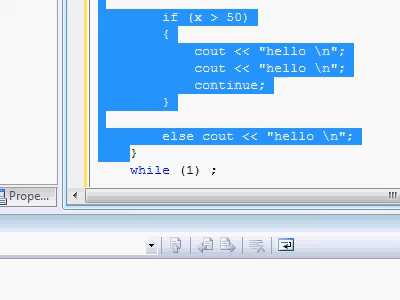 if (x > 50)
{
cout << "hello \n";
cout << "hello \n";
continue;
}
else cout << "hello \n";
}
while (1) ;
Prope...